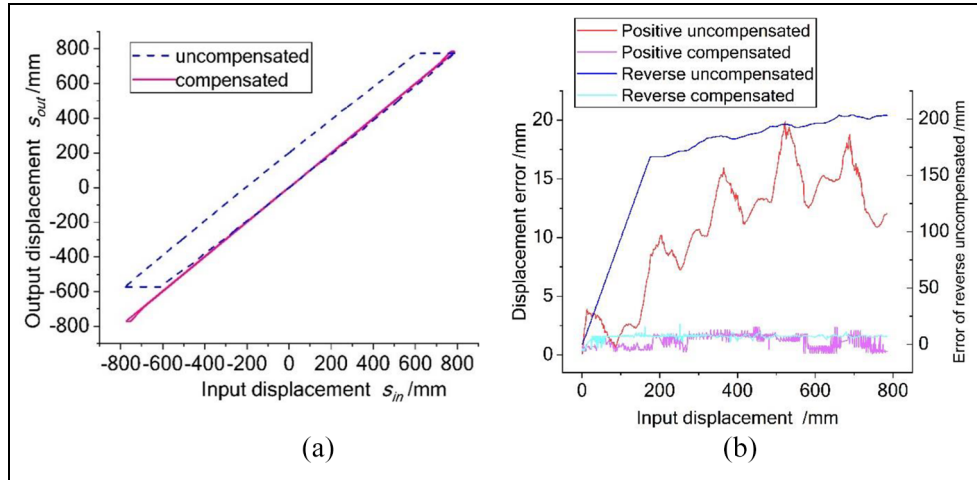 uncompensated
compensated
Output displacement s_out /mm
800
600
400
200
0
-200
-400
-600
-800
-800 -600 -400 -200 0 200 400 600 800
Input displacement s_in /mm
(a)
Positive uncompensated
Positive compensated
Reverse uncompensated
Reverse compensated
Displacement error /mm
20
15
10
5
0
200
150
100
50
0
Error of reverse uncompensated /mm
0 200 400 600 800
Input displacement /mm
(b)